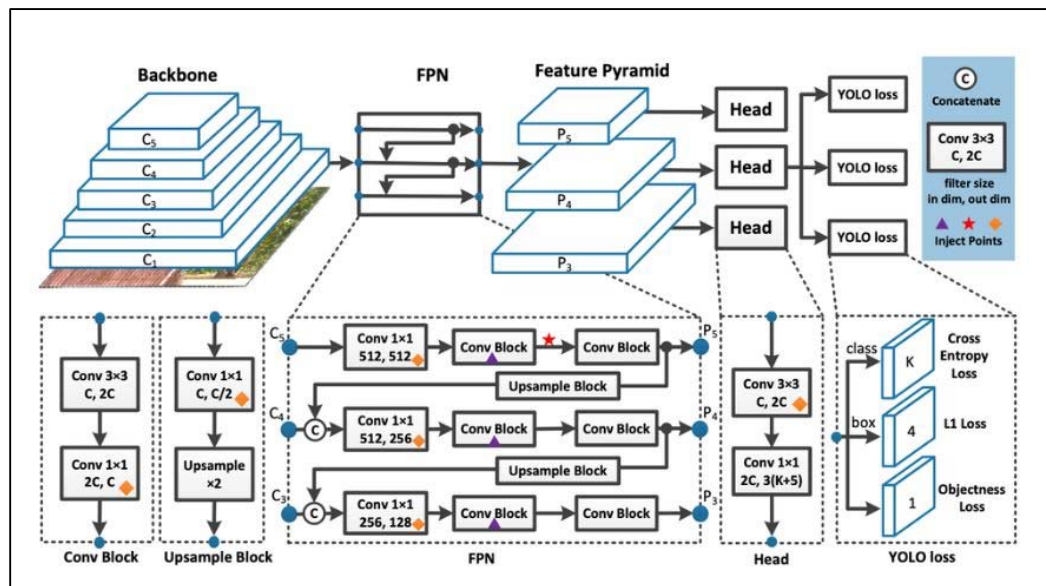 Backbone
C5
C4
C3
C2
C1
FPN
Feature Pyramid
P5
P4
P3
Head
Head
Head
YOLO loss
YOLO loss
YOLO loss
C
Concatenate
Conv 3×3
C, 2C
filter size
in dim, out dim
Inject Points
Conv 3×3
C, 2C
Conv 1×1
2C, C
Conv Block
Conv 1×1
C, C/2
Upsample
×2
Upsample Block
C5
Conv 1×1
512, 512
Conv Block
Conv Block
P5
Upsample Block
C4
C
Conv 1×1
512, 256
Conv Block
Conv Block
P4
Upsample Block
C3
C
Conv 1×1
256, 128
Conv Block
Conv Block
P3
FPN
Conv 3×3
C, 2C
Conv 1×1
2C, 3(K+5)
Head
class
K
Cross
Entropy
Loss
box
4
L1 Loss
1
Objectness
Loss
YOLO loss